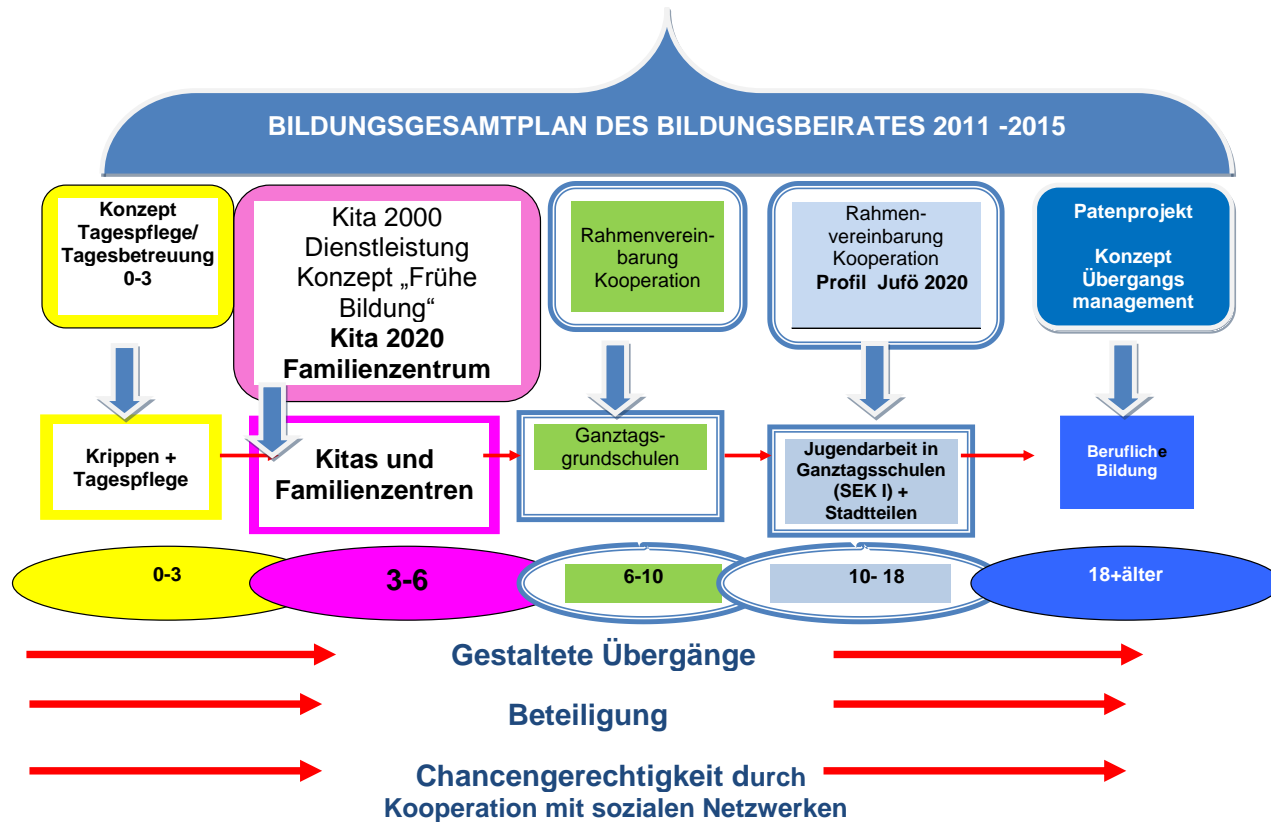 BILDUNGSGESAMTPLAN DES BILDUNGSBEIRATES 2011 -2015
Konzept
Tagespflege/
Tagesbetreuung
0-3
Kita 2000
Dienstleistung
Konzept „Frühe
Bildung“
Kita 2020
Familienzentrum
Rahmenverein-
barung
Kooperation
Rahmen-
vereinbarung
Kooperation
Profil Jufö 2020
Patenprojekt
Konzept
Übergangs
management
Krippen +
Tagespflege
Kitas und
Familienzentren
Ganztags-
grundschulen
Jugendarbeit in
Ganztagsschulen
(SEK I) +
Stadtteilen
Berufliche
Bildung
0-3
3-6
6-10
10- 18
18+älter
Gestaltete Übergänge
Beteiligung
Chancengerechtigkeit durch
Kooperation mit sozialen Netzwerken